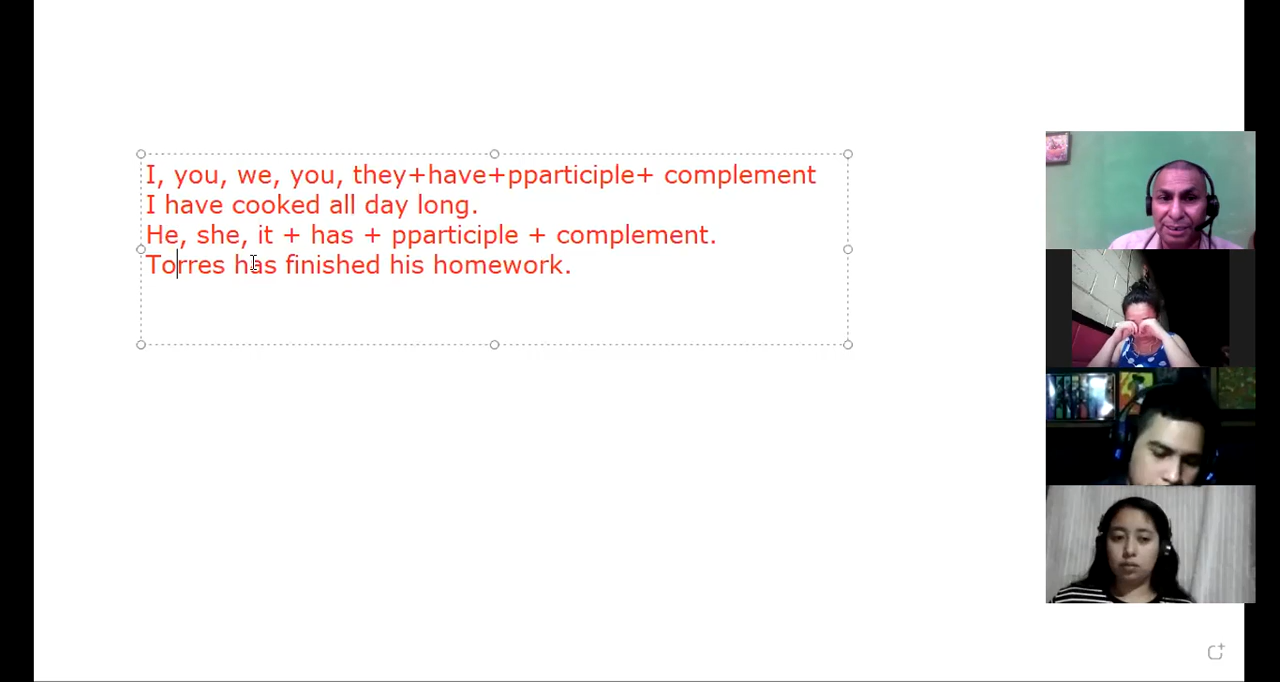 I, you, we, you, they+have+pparticiple+ complement
I have cooked all day long.
He, she, it + has + pparticiple + complement.
Torres has finished his homework.